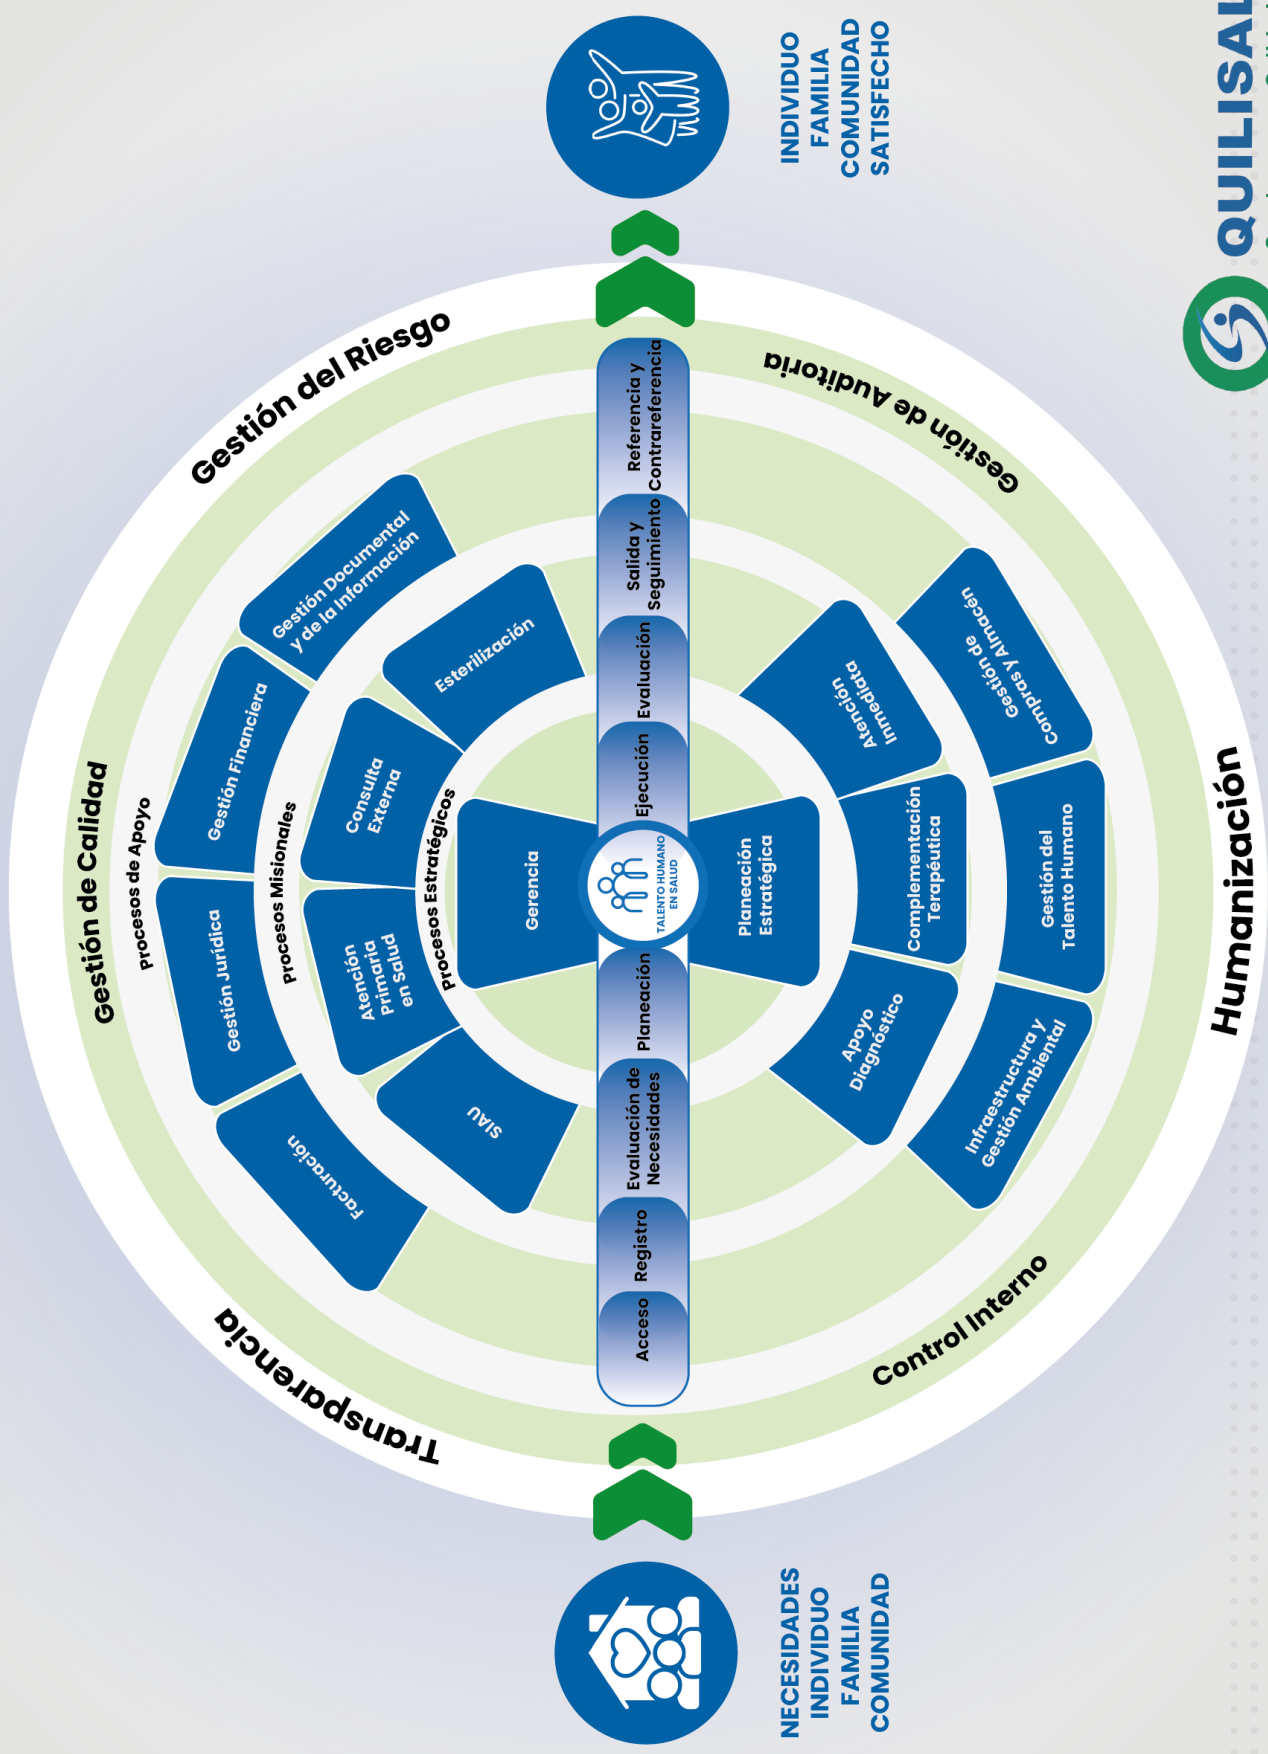 Gestión de Calidad
Transparencia
Gestión del Riesgo
Procesos de Apoyo
Facturación
Gestión Jurídica
Gestión Financiera
Gestión Documental
y de la Información
Procesos Misionales
SIAU
Atención
Primaria
en Salud
Consulta
Externa
Esterilización
Procesos Estratégicos
Gerencia
NECESIDADES
INDIVIDUO
FAMILIA
COMUNIDAD
Acceso
Registro
Evaluación de
Necesidades
Planeación
TALENTO HUMANO
EN SALUD
Ejecución
Evaluación
Salida y
Seguimiento
Referencia y
Contrareferencia
INDIVIDUO
FAMILIA
COMUNIDAD
SATISFECHO
Planeación
Estratégica
Apoyo
Diagnóstico
Complementación
Terapéutica
Atención
Inmediata
Infraestructura y
Gestión Ambiental
Gestión del
Talento Humano
Gestión de
Compras y Almacén
Control Interno
Gestión de Auditoria
Humanización
QUILISAL